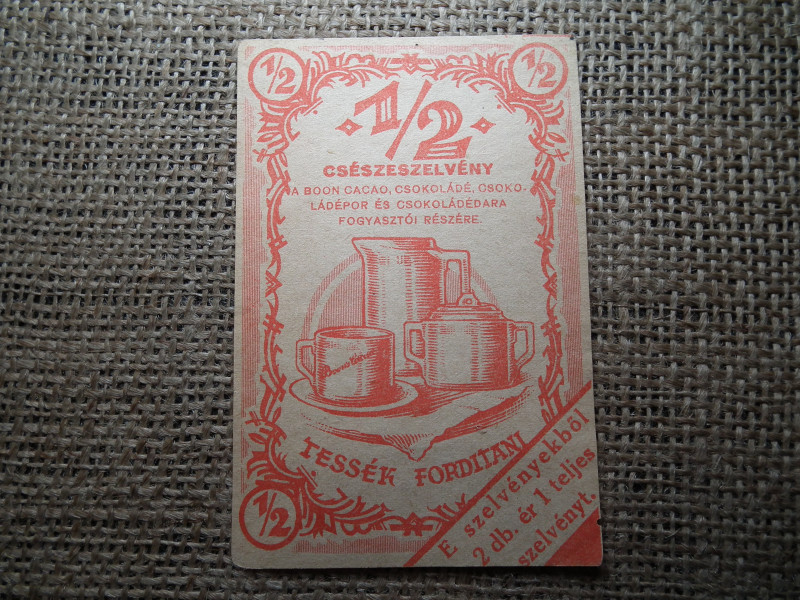 1/2
1/2
1/2
CSÉSZESZELVÉNY
A BOON CACAO, CSOKOLÁDÉ, CSOKO-
LÁDÉPOR ÉS CSOKOLÁDÉDARA
FOGYASZTÓI RÉSZÉRE.
TESSÉK FORDITANI
1/2
E szelvényekből
2 db. ér 1 teljes
szelvényt.